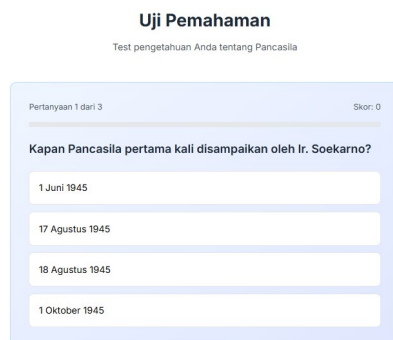 Uji Pemahaman
Test pengetahuan Anda tentang Pancasila
Pertanyaan 1 dari 3
Skor: 0
Kapan Pancasila pertama kali disampaikan oleh Ir. Soekarno?
1 Juni 1945
17 Agustus 1945
18 Agustus 1945
1 Oktober 1945